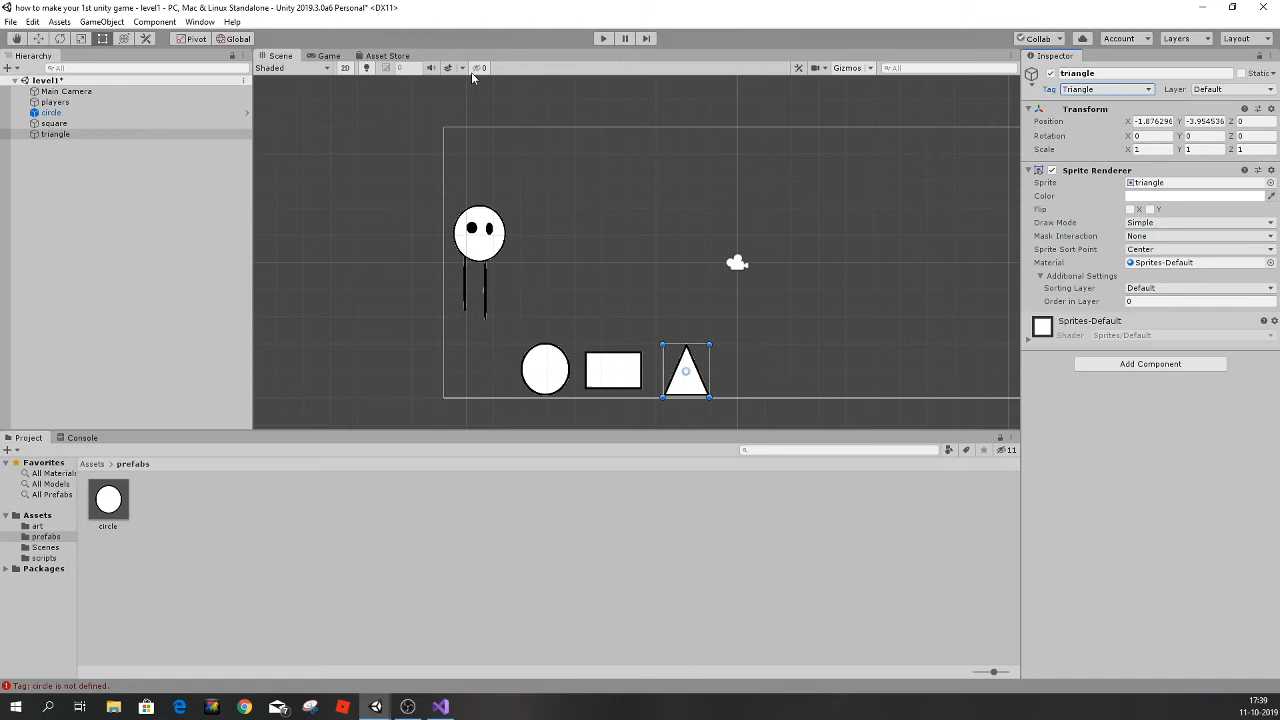 how to make your 1st unity game - level1 - PC, Mac & Linux Standalone - Unity 2019.3.0a6 Personal* <DX11>
File Edit Assets GameObject Component Window Help
Pivot Global Collab Account Layers Layout
Hierarchy Scene Game Asset Store Inspector
All Shaded 2D 0 0 Gizmos All
triangle Static
Tag Triangle Layer Default
level1*
Main Camera
players
circle
square
triangle
Transform
Position X -1.876296 Y -3.954536 Z 0
Rotation X 0 Y 0 Z 0
Scale X 1 Y 1 Z 1
Sprite Renderer
Sprite triangle
Color
Flip X Y
Draw Mode Simple
Mask Interaction None
Sprite Sort Point Center
Material Sprites-Default
Additional Settings
Sorting Layer Default
Order in Layer 0
Sprites-Default
Shader Sprites/Default
Add Component
Project Console
11
Favorites
All Materials
All Models
All Prefabs
Assets
art
prefabs
Scenes
scripts
Packages
Assets prefabs
circle
Tag: circle is not defined.
17:39
11-10-2019